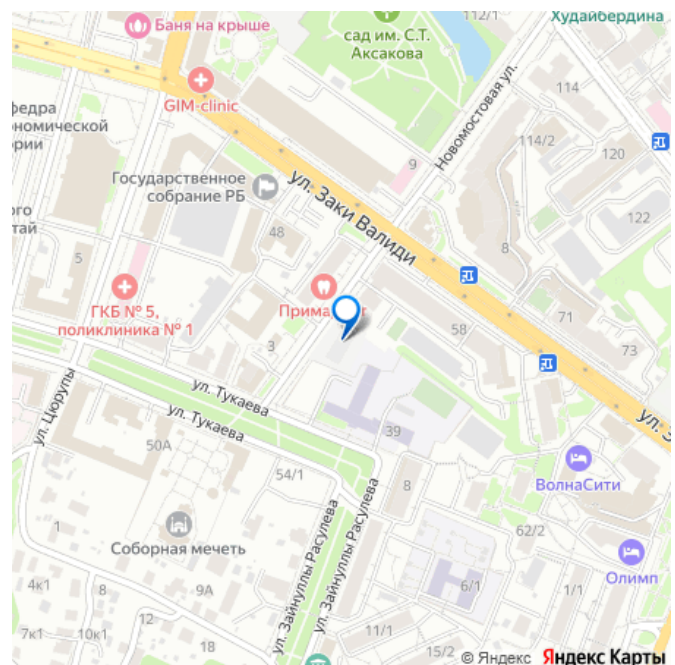 Баня на крыше
112/1
Худайбердина
сад им. С.Т.
Аксакова
GIM-clinic
Новомостовая ул.
114
114/2
120
федра
ономической
ории
Государственное
собрание РБ
9
ул. Заки Валиди
122
48
8
5
ГКБ № 5,
поликлиника № 1
3
58
71
73
ул. Тукаева
ул. Тукаева
ул. Цюрупы
50А
54/1
39
8
ВолнаСити
62/2
Соборная мечеть
1
ул. Зайнуллы Расулева
ул. Зайнуллы Расулева
4к1
8
9А
12
18
7к1
10к1
6/1
Олимп
1/1
11/1
15/2
© Яндекс Яндекс Карты